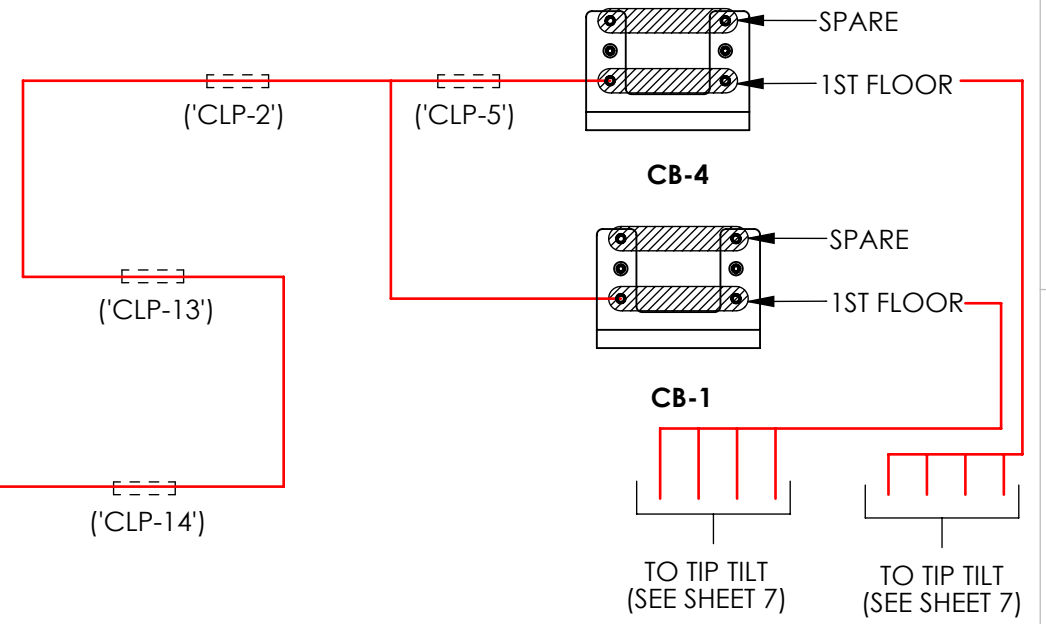 SPARE
('CLP-2')
('CLP-5')
1ST FLOOR
CB-4
SPARE
('CLP-13')
1ST FLOOR
CB-1
('CLP-14')
TO TIP TILT
(SEE SHEET 7)
TO TIP TILT
(SEE SHEET 7)